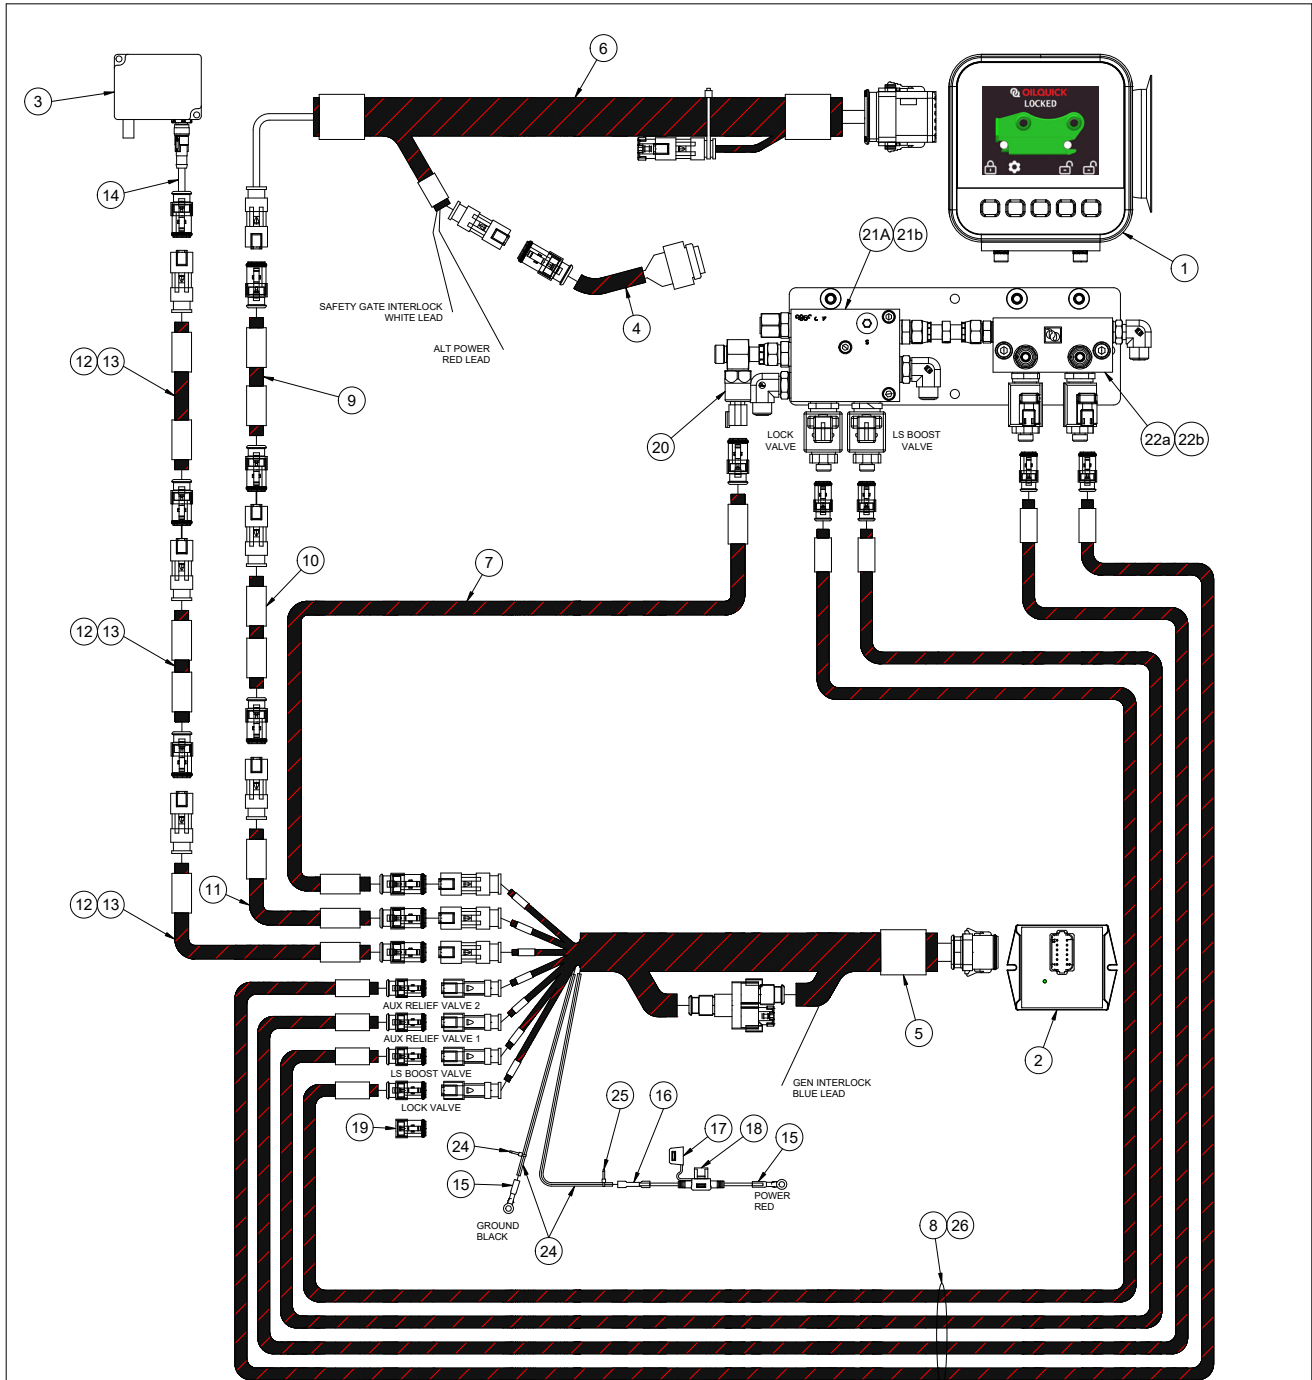 6
3
OILQUICK
LOCKED
14
21A 21b
1
SAFETY GATE INTERLOCK
WHITE LEAD
4
ALT POWER
RED LEAD
12 13
9
20
LOCK
VALVE
LS BOOST
VALVE
22a 22b
10
7
12 13
11
12 13
AUX RELIEF VALVE 2
AUX RELIEF VALVE 1
LS BOOST VALVE
LOCK VALVE
5
2
GEN INTERLOCK
BLUE LEAD
19
25
16
17
18
15
24
15
POWER
RED
GROUND
BLACK
24
8 26